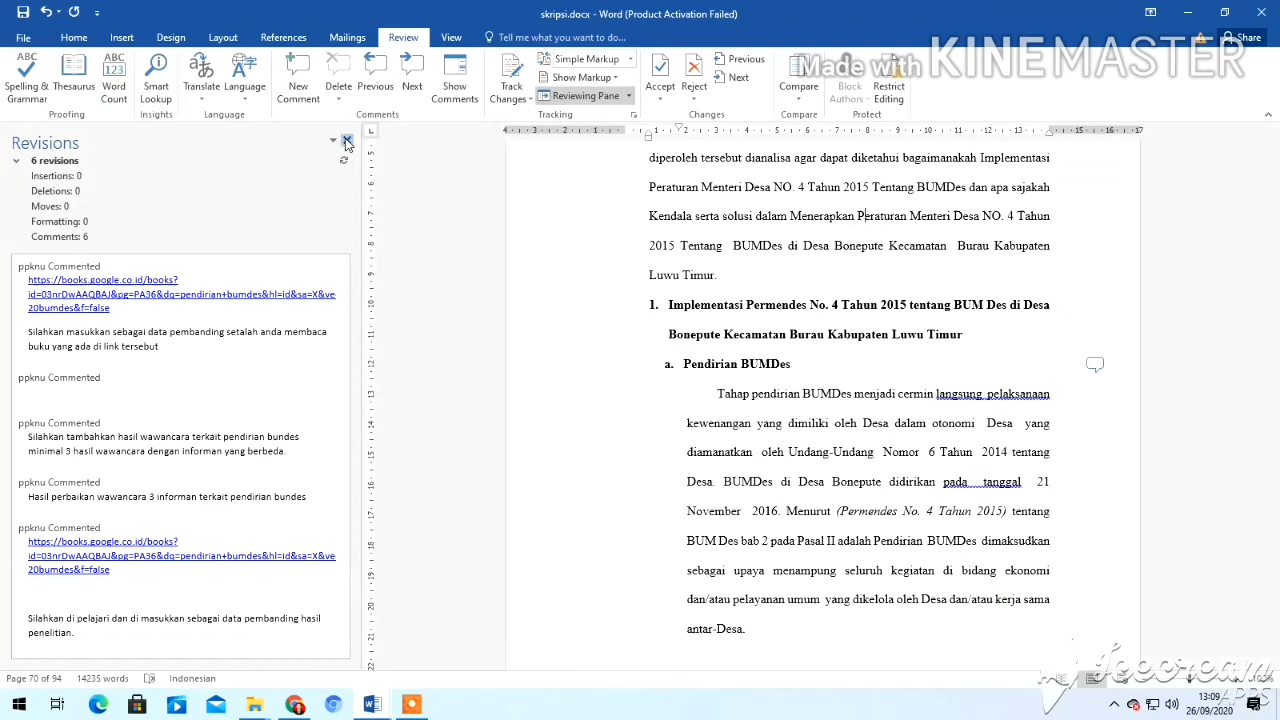 skripsi.docx - Word (Product Activation Failed)
File Home Insert Design Layout References Mailings Review View Tell me what you want to do... Share
Made with KINEMASTER
Spelling & Grammar
Thesaurus
Word Count
Smart Lookup
Translate
Language
New Comment
Delete
Previous
Next
Show Comments
Track Changes
Simple Markup
Show Markup
Reviewing Pane
Accept
Reject
Previous
Next
Compare
Block Authors
Restrict Editing
Proofing Insights Language Comments Tracking Changes Compare Protect
Revisions
6 revisions
Insertions: 0
Deletions: 0
Moves: 0
Formatting: 0
Comments: 6
ppknu Commented
https://books.google.co.id/books?
id=03nrDwAAQBAJ&pg=PA36&dq=pendirian+bumdes&hl=id&sa=X&ve
20bumdes&f=false
Silahkan masukkan sebagai data pembanding setalah anda membaca
buku yang ada di link tersebut
ppknu Commented
ppknu Commented
Silahkan tambahkan hasil wawancara terkait pendirian bundes
minimal 3 hasil wawancara dengan informan yang berbeda.
ppknu Commented
Hasil perbaikan wawancara 3 informan terkait pendirian bundes
ppknu Commented
https://books.google.co.id/books?
id=03nrDwAAQBAJ&pg=PA36&dq=pendirian+bumdes&hl=id&sa=X&ve
20bumdes&f=false
Silahkan di pelajari dan di masukkan sebagai data pembanding hasil
penelitian.
diperoleh tersebut dianalisa agar dapat diketahui bagaimanakah Implementasi
Peraturan Menteri Desa NO. 4 Tahun 2015 Tentang BUMDes dan apa sajakah
Kendala serta solusi dalam Menerapkan Peraturan Menteri Desa NO. 4 Tahun
2015 Tentang BUMDes di Desa Bonepute Kecamatan Burau Kabupaten
Luwu Timur.
1. Implementasi Permendes No. 4 Tahun 2015 tentang BUM Des di Desa
Bonepute Kecamatan Burau Kabupaten Luwu Timur
a. Pendirian BUMDes
Tahap pendirian BUMDes menjadi cermin langsung pelaksanaan
kewenangan yang dimiliki oleh Desa dalam otonomi Desa yang
diamanatkan oleh Undang-Undang Nomor 6 Tahun 2014 tentang
Desa. BUMDes di Desa Bonepute didirikan pada tanggal 21
November 2016. Menurut (Permendes No. 4 Tahun 2015) tentang
BUM Des bab 2 pada Pasal II adalah Pendirian BUMDes dimaksudkan
sebagai upaya menampung seluruh kegiatan di bidang ekonomi
dan/atau pelayanan umum yang dikelola oleh Desa dan/atau kerja sama
antar-Desa.
Page 70 of 94 14235 words Indonesian
APPS
13:09
26/09/2020